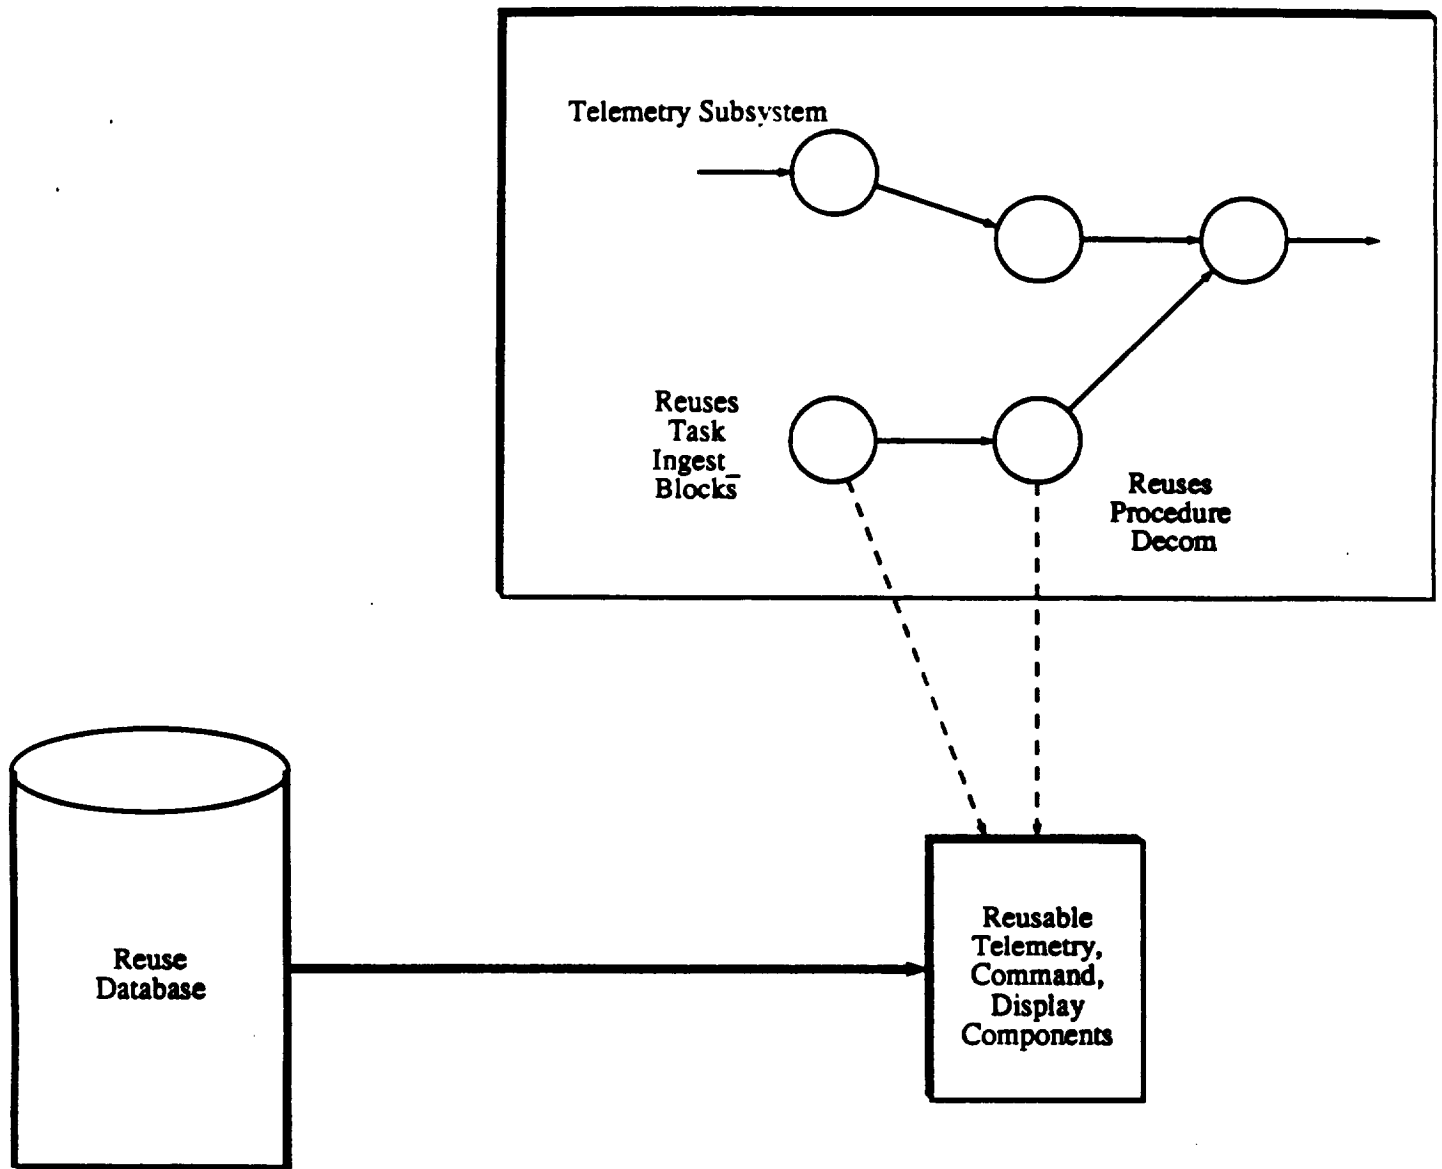 Telemetry Subsystem
Reuses
Task
Ingest_
Blocks
Reuses
Procedure
Decom
Reuse
Database
Reusable
Telemetry,
Command,
Display
Components